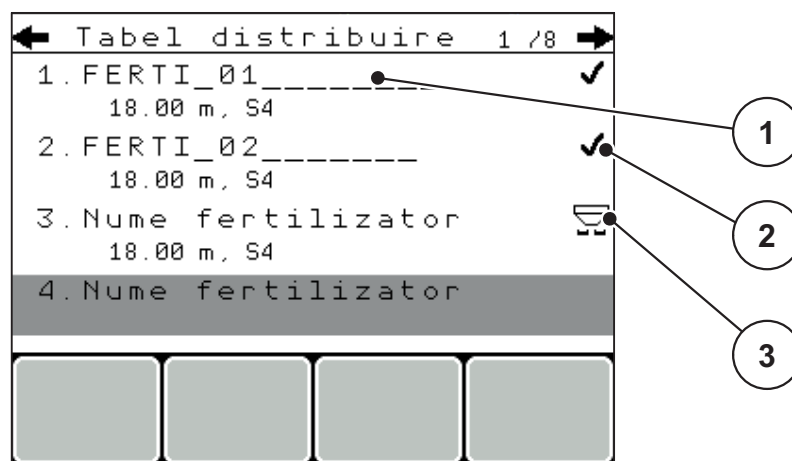 Tabel distribuire 1/8
1.FERTI_01_______
18.00 m, S4
2.FERTI_02_______
18.00 m, S4
3.Nume fertilizator
18.00 m, S4
4.Nume fertilizator
1
2
3